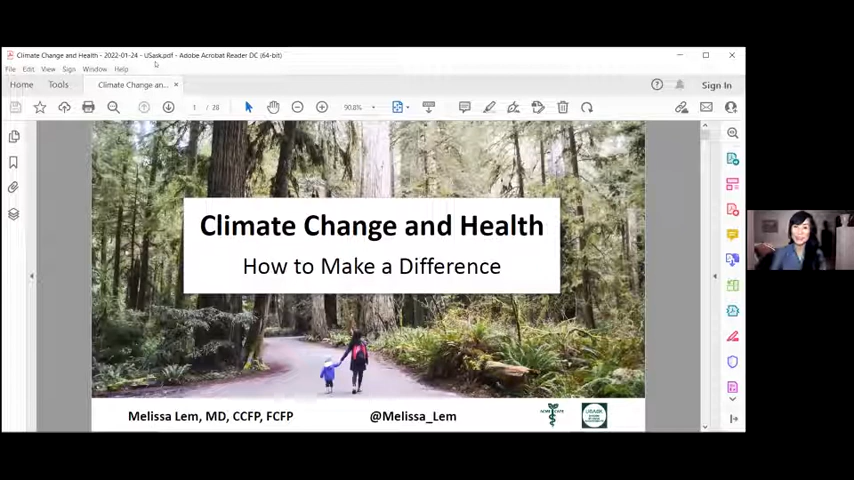 Climate Change and Health - 2022-01-24 - USask.pdf - Adobe Acrobat Reader DC (64-bit)
File Edit View Sign Window Help
Home Tools Climate Change an... × Sign In
1 / 28 90.8%
Climate Change and Health
How to Make a Difference
Melissa Lem, MD, CCFP, FCFP @Melissa_Lem
USASK